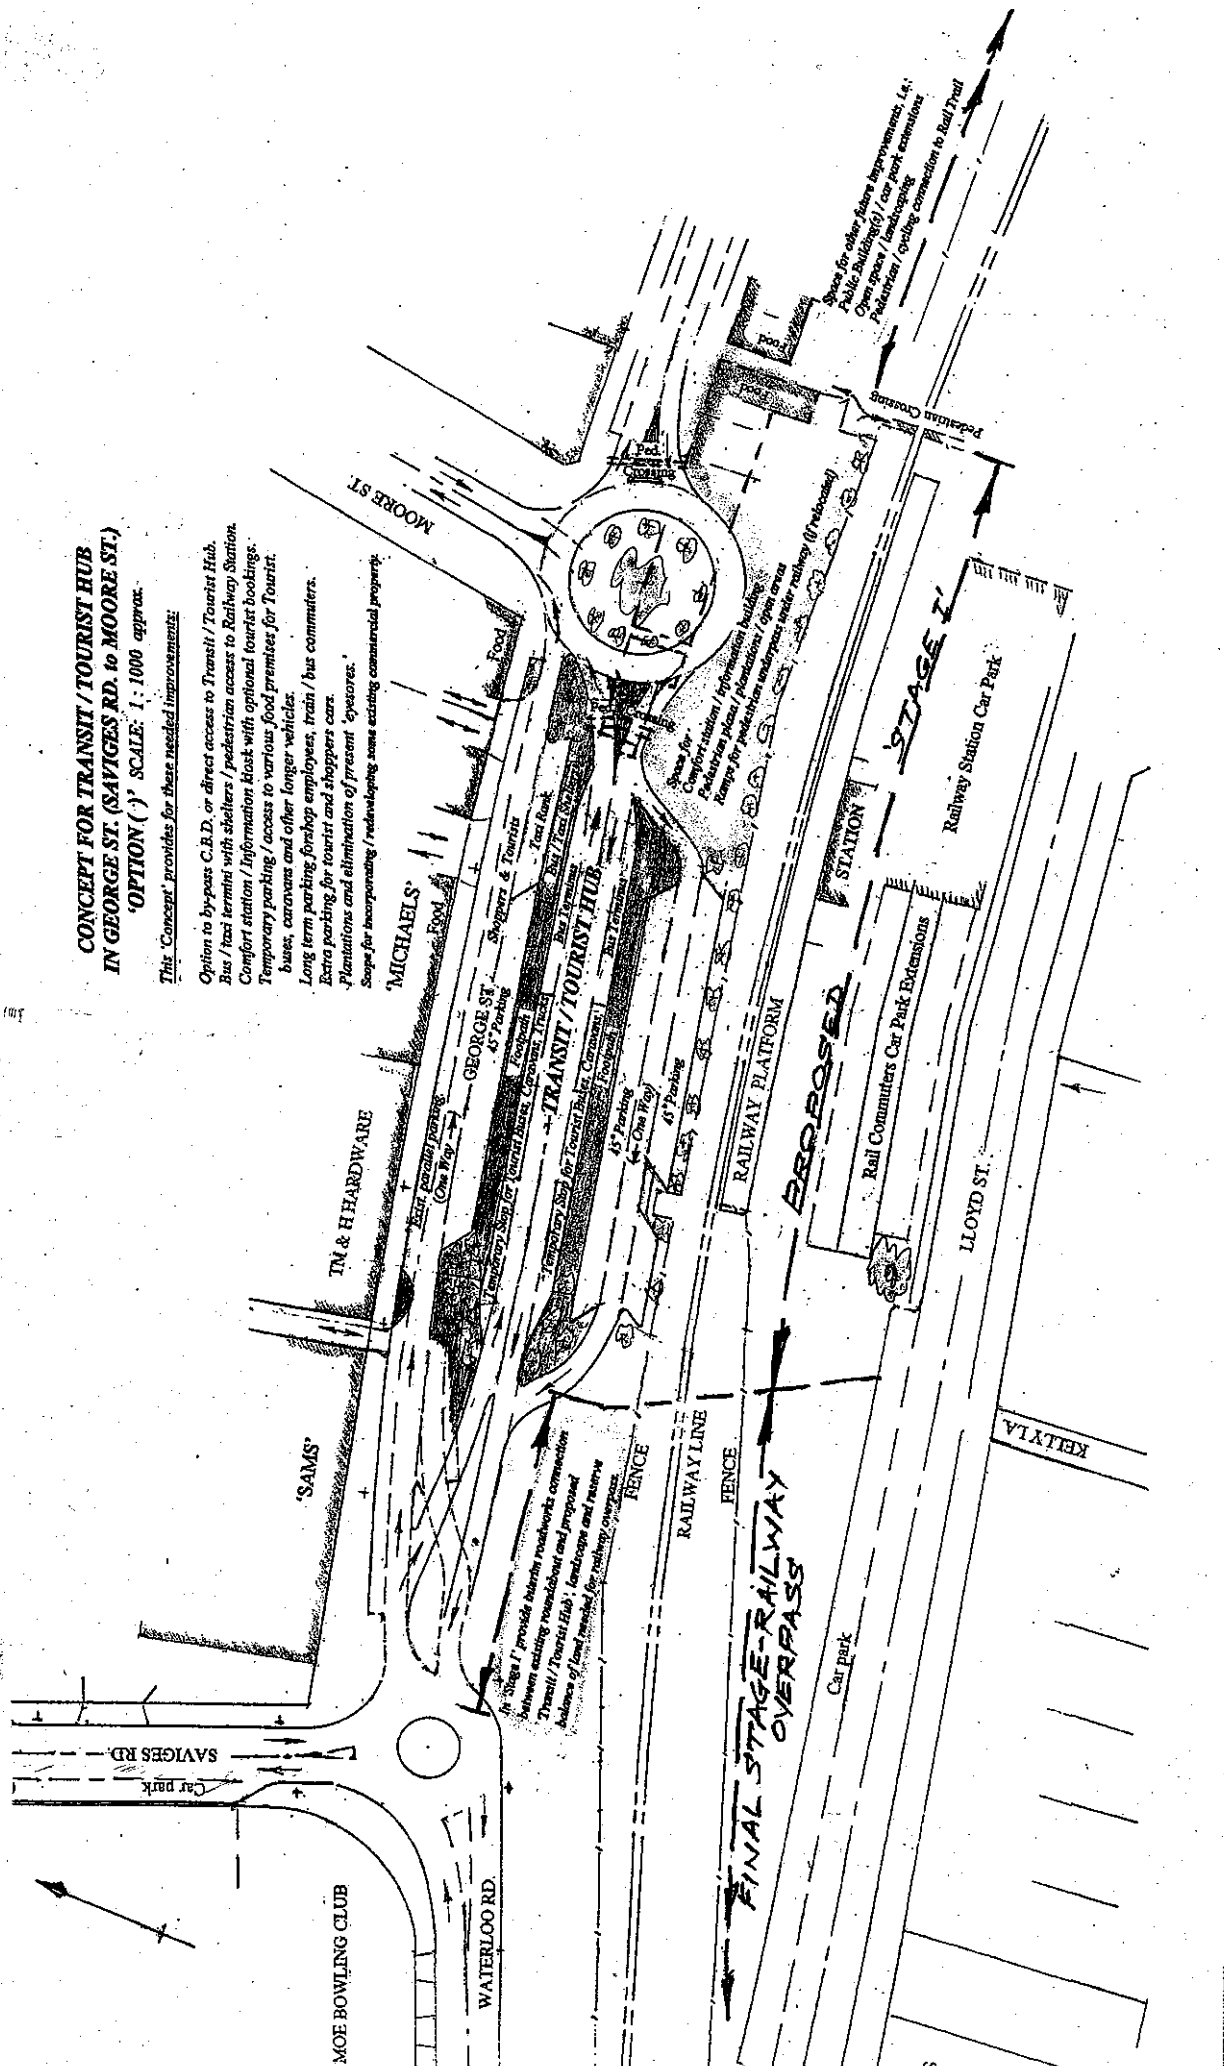 CONCEPT FOR TRANSIT / TOURIST HUB
IN GEORGE ST. (SAVIGES RD. to MOORE ST.)
'OPTION ( )' SCALE: 1 : 1000 approx.
This 'Concept' provides for these needed improvements:
Option to by-pass C.B.D. or direct access to Transit / Tourist Hub.
Bus / taxi termini with shelters / pedestrian access to Railway Station.
Comfort station / Information kiosk with optional tourist bookings.
Temporary parking / access to various food premises for Tourist
buses, caravans and other longer vehicles.
Long term parking for shop employees, train / bus commuters.
Extra parking for tourist and shoppers cars.
Plantations and elimination of present 'eyesores.'
Scope for incorporating / redeveloping some existing commercial property.
Space for other future improvements, i.e.:
Public Building(s) / car park extensions
Open space / landscaping
Pedestrian / cycling connection to Rail Trail
Food
Food
Pedestrian Crossing
MOORE ST.
Ped.
Crossing
Food
Food
'MICHAELS'
TM & H HARDWARE
'SAMS'
Shoppers & Tourists
Taxi Rank
Bus / Taxi Shelters
GEORGE ST.
45° Parking
Exist. parallel parking
(One Way)
Footpath
Temporary Stop for Tourist Buses, Caravans, Trucks
Bus Terminus
TRANSIT / TOURIST HUB
Temporary Stop for Tourist Buses, Caravans
Bus Terminus
Footpath
45° Parking
(One Way)
45° Parking
Space for
Comfort station / information building
Pedestrian plaza / plantations / open areas
Ramps for pedestrian underpass under railway (if relocated)
RAILWAY PLATFORM
STATION
PROPOSED
'STAGE I'
Railway Station Car Park
Rail Commuters Car Park Extensions
LLOYD ST.
KELLY LA.
FENCE
RAILWAY LINE
FENCE
In 'Stage I' provide interim roadworks connection
between existing roundabout and proposed
'Transit / Tourist Hub'; landscape and reserve
balance of land needed for railway overpass
FINAL STAGE-RAILWAY
OVERPASS
Car park
SAVIGES RD.
Car park
WATERLOO RD.
MOE BOWLING CLUB